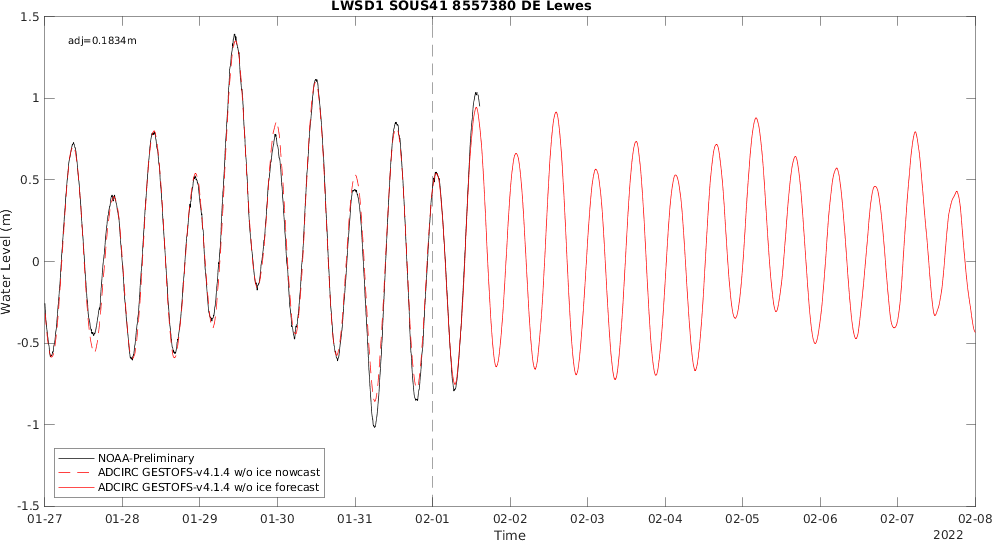 LWSD1 SOUS41 8557380 DE Lewes
adj=0.1834m
1.5
1
0.5
0
-0.5
-1
-1.5
Water Level (m)
NOAA-Preliminary
ADCIRC GESTOFS-v4.1.4 w/o ice nowcast
ADCIRC GESTOFS-v4.1.4 w/o ice forecast
01-27 01-28 01-29 01-30 01-31 02-01 02-02 02-03 02-04 02-05 02-06 02-07 02-08
Time
2022